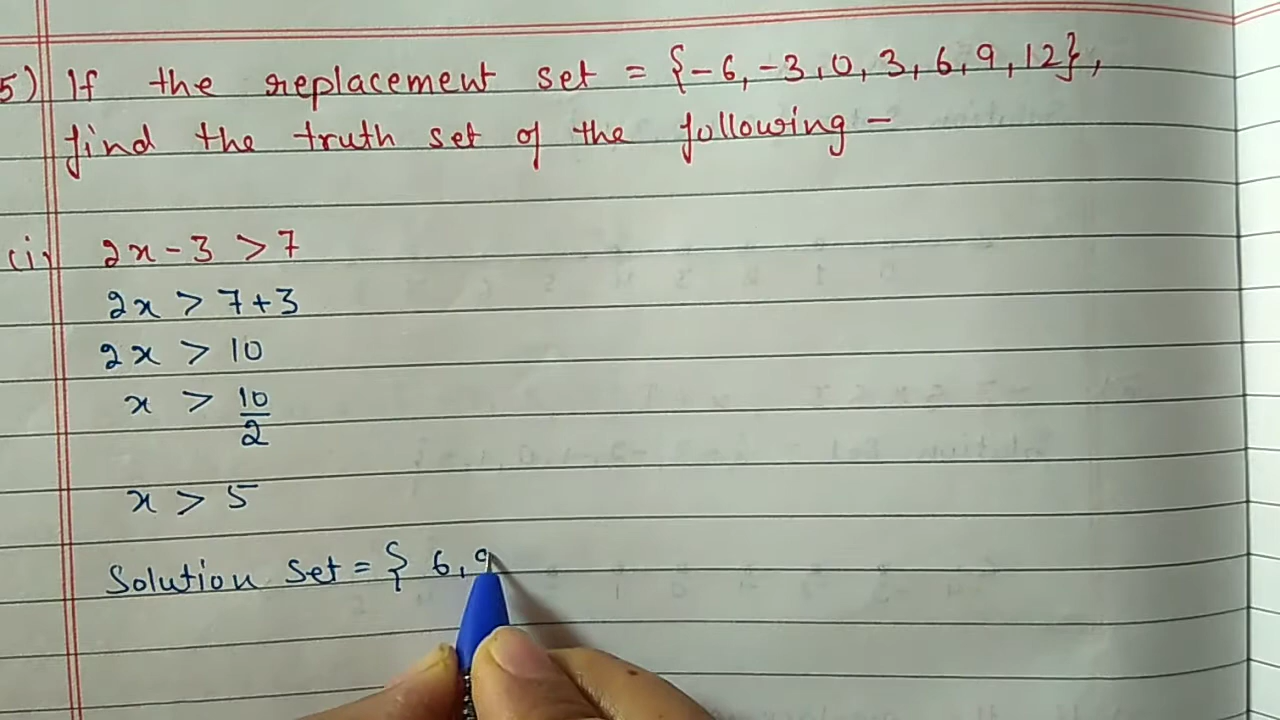 5) If the replacement set = {-6, -3, 0, 3, 6, 9, 12},
find the truth set of the following -
(i) 2x - 3 > 7
2x > 7 + 3
2x > 10
x > 10/2
x > 5
Solution Set = { 6, 9